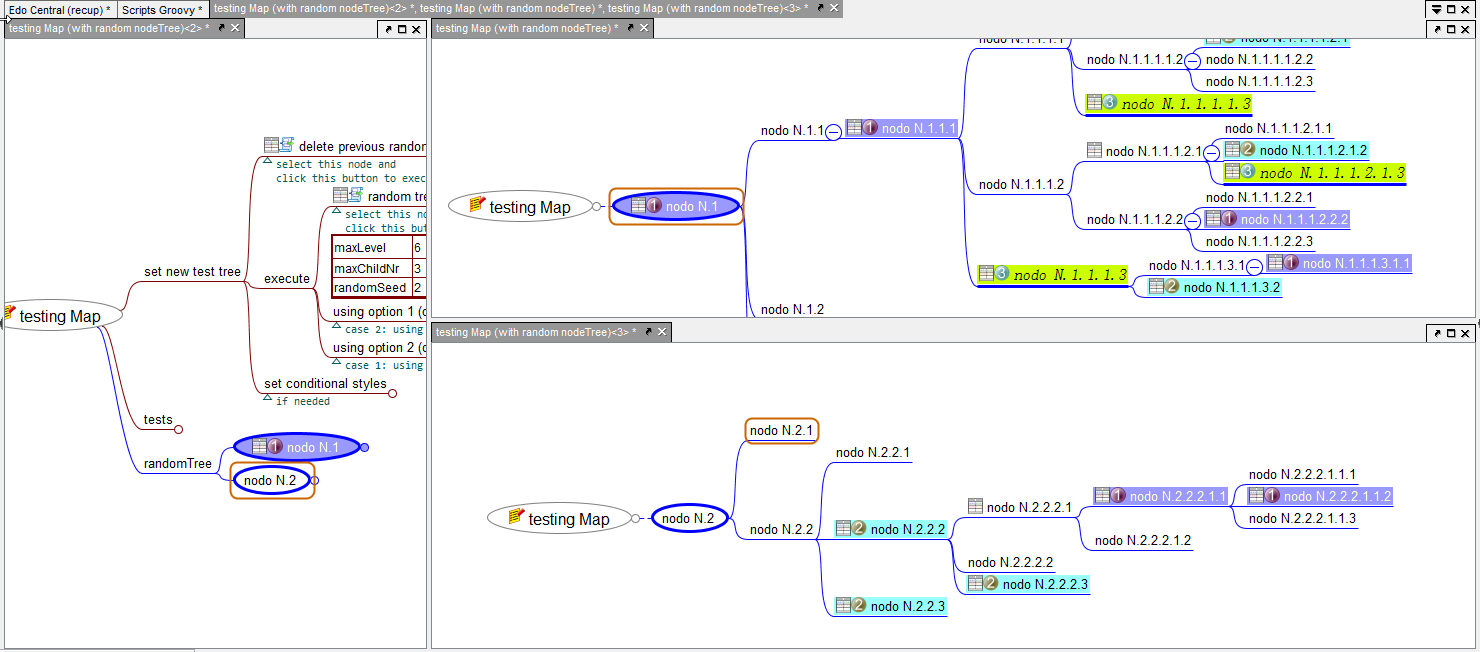 Edo Central (recup) *
Scripts Groovy *
testing Map (with random nodeTree)<2> *, testing Map (with random nodeTree) *, testing Map (with random nodeTree)<3> *
testing Map (with random nodeTree)<2> *
delete previous random
select this node and
click this button to exec
random tre
select this no
click this but
maxLevel 6
maxChildNr 3
randomSeed 2
set new test tree
execute
using option 1 (
case 2: using
using option 2 (
case 1: using
set conditional styles
if needed
testing Map
tests
randomTree
1 nodo N.1
nodo N.2
testing Map (with random nodeTree) *
nodo N.1.1.1.1.1
nodo N.1.1.1.1.2.1
nodo N.1.1.1.1.2
nodo N.1.1.1.1.2.2
nodo N.1.1.1.1.2.3
3 nodo N.1.1.1.1.1.3
nodo N.1.1
1 nodo N.1.1.1
nodo N.1.1.1.2.1.1
nodo N.1.1.1.2.1
2 nodo N.1.1.1.2.1.2
3 nodo N.1.1.1.2.1.3
nodo N.1.1.1.2
testing Map
1 nodo N.1
nodo N.1.1.1.2.2.1
nodo N.1.1.1.2.2
1 nodo N.1.1.1.2.2.2
nodo N.1.1.1.2.2.3
3 nodo N.1.1.1.3
nodo N.1.1.1.3.1
1 nodo N.1.1.1.3.1.1
2 nodo N.1.1.1.3.2
nodo N.1.2
testing Map (with random nodeTree)<3> *
nodo N.2.1
nodo N.2.2.1
testing Map
nodo N.2
nodo N.2.2
2 nodo N.2.2.2
nodo N.2.2.2.1
1 nodo N.2.2.2.1.1
nodo N.2.2.2.1.1.1
1 nodo N.2.2.2.1.1.2
nodo N.2.2.2.1.1.3
nodo N.2.2.2.1.2
nodo N.2.2.2.2
2 nodo N.2.2.2.3
2 nodo N.2.2.3